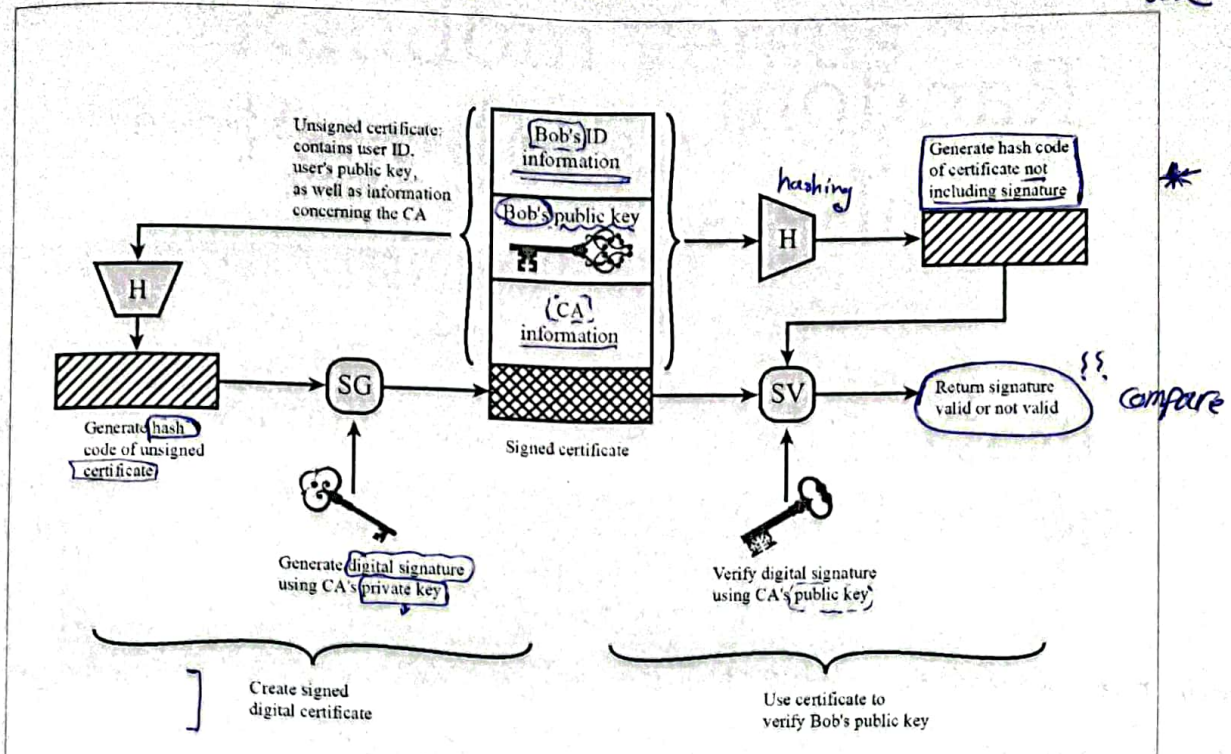 Unsigned certificate:
contains user ID,
user's public key,
as well as information
concerning the CA
Bob's ID
information
Bob's public key
CA
information
hashing
H
Generate hash code
of certificate not
including signature
H
SG
SV
Return signature
valid or not valid
??
compare
Generate hash
code of unsigned
certificate
Signed certificate
Generate digital signature
using CA's private key
Verify digital signature
using CA's public key
Create signed
digital certificate
Use certificate to
verify Bob's public key